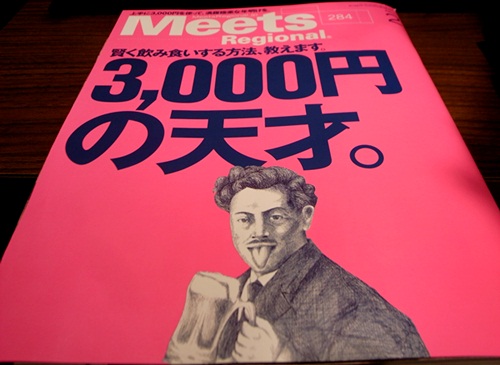 Meets
Regional
284
賢く飲み食いする方法、教えます。
3,000円
の天才。